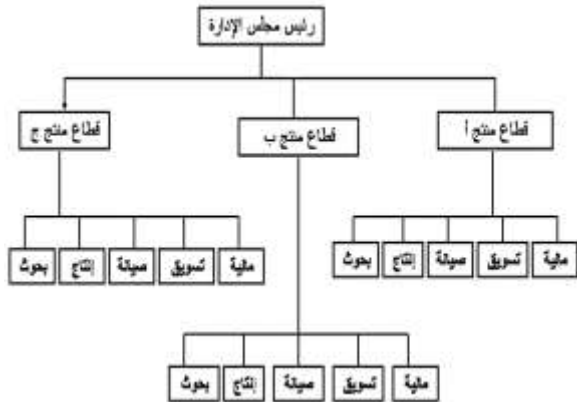 رئيس مجلس الإدارة
قطاع منتج أ
قطاع منتج ب
قطاع منتج ج
مالية
تسويق
صيانة
إنتاج
بحوث
مالية
تسويق
صيانة
إنتاج
بحوث
مالية
تسويق
صيانة
إنتاج
بحوث